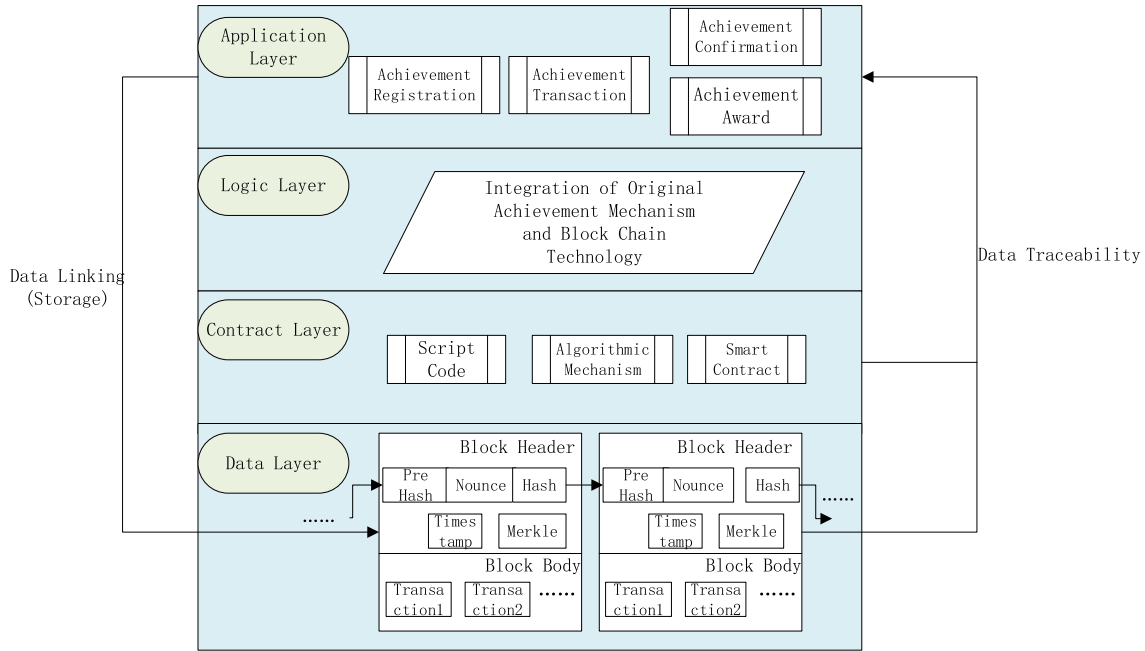 Application
Layer
Achievement
Registration
Achievement
Transaction
Achievement
Confirmation
Achievement
Award
Logic Layer
Integration of Original
Achievement Mechanism
and Block Chain
Technology
Data Linking
(Storage)
Data Traceability
Contract Layer
Script
Code
Algorithmic
Mechanism
Smart
Contract
Data Layer
……
Block Header
Pre
Hash
Nounce
Hash
Times
tamp
Merkle
Block Body
Transa
ction1
Transa
ction2
……
Block Header
Pre
Hash
Nounce
Hash
……
Times
tamp
Merkle
Block Body
Transa
ction1
Transa
ction2
……